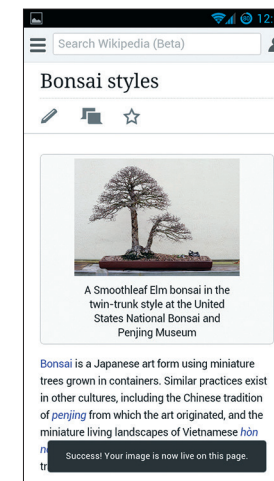 12:
Search Wikipedia (Beta)
Bonsai styles
A Smoothleaf Elm bonsai in the
twin-trunk style at the United
States National Bonsai and
Penjing Museum
Bonsai is a Japanese art form using miniature
trees grown in containers. Similar practices exist
in other cultures, including the Chinese tradition
of penjing from which the art originated, and the
miniature living landscapes of Vietnamese hòn
Success! Your image is now live on this page.